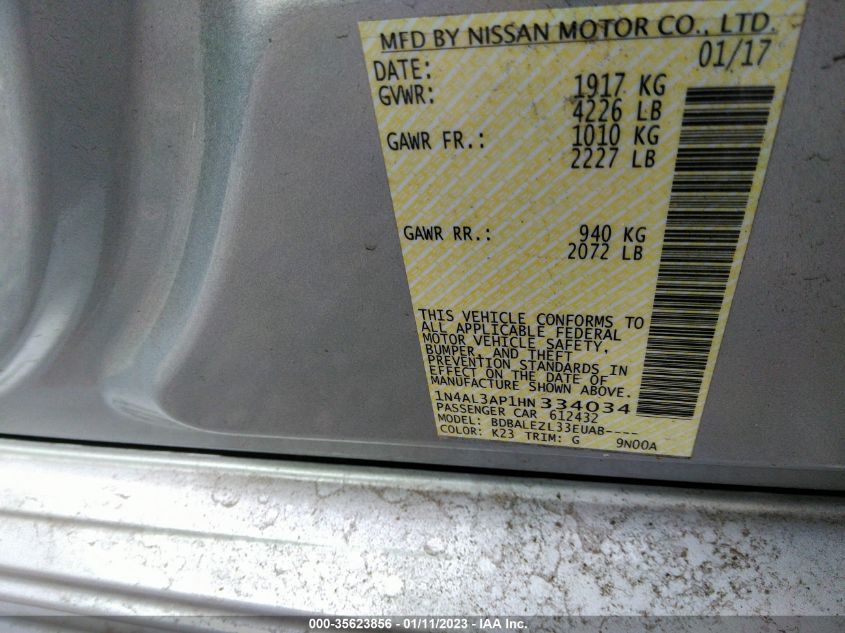 MFD BY NISSAN MOTOR CO., LTD.
DATE: 01/17
GVWR: 1917 KG
4226 LB
GAWR FR.: 1010 KG
2227 LB
GAWR RR.: 940 KG
2072 LB
THIS VEHICLE CONFORMS TO
ALL APPLICABLE FEDERAL
MOTOR VEHICLE SAFETY,
BUMPER, AND THEFT
PREVENTION STANDARDS IN
EFFECT ON THE DATE OF
MANUFACTURE SHOWN ABOVE.
1N4AL3AP1HN334034
PASSENGER CAR 612432
MODEL: BDBALEZL33EUAB----
COLOR: K23 TRIM: G 9N00A
000-35623856 - 01/11/2023 - IAA Inc.